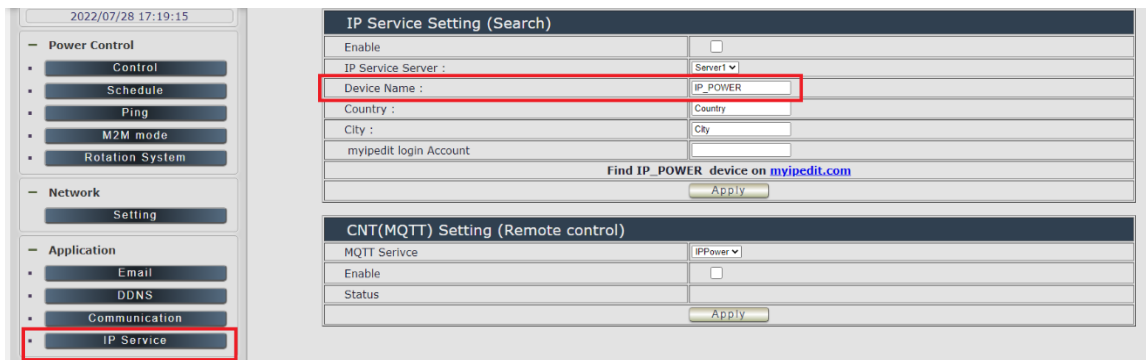 2022/07/28 17:19:15
− Power Control
Control
Schedule
Ping
M2M mode
Rotation System
− Network
Setting
− Application
Email
DDNS
Communication
IP Service
IP Service Setting (Search)
Enable
IP Service Server : Server1
Device Name : IP_POWER
Country : Country
City : City
myipedit login Account
Find IP_POWER device on myipedit.com
Apply
CNT(MQTT) Setting (Remote control)
MQTT Serivce IPPower
Enable
Status
Apply